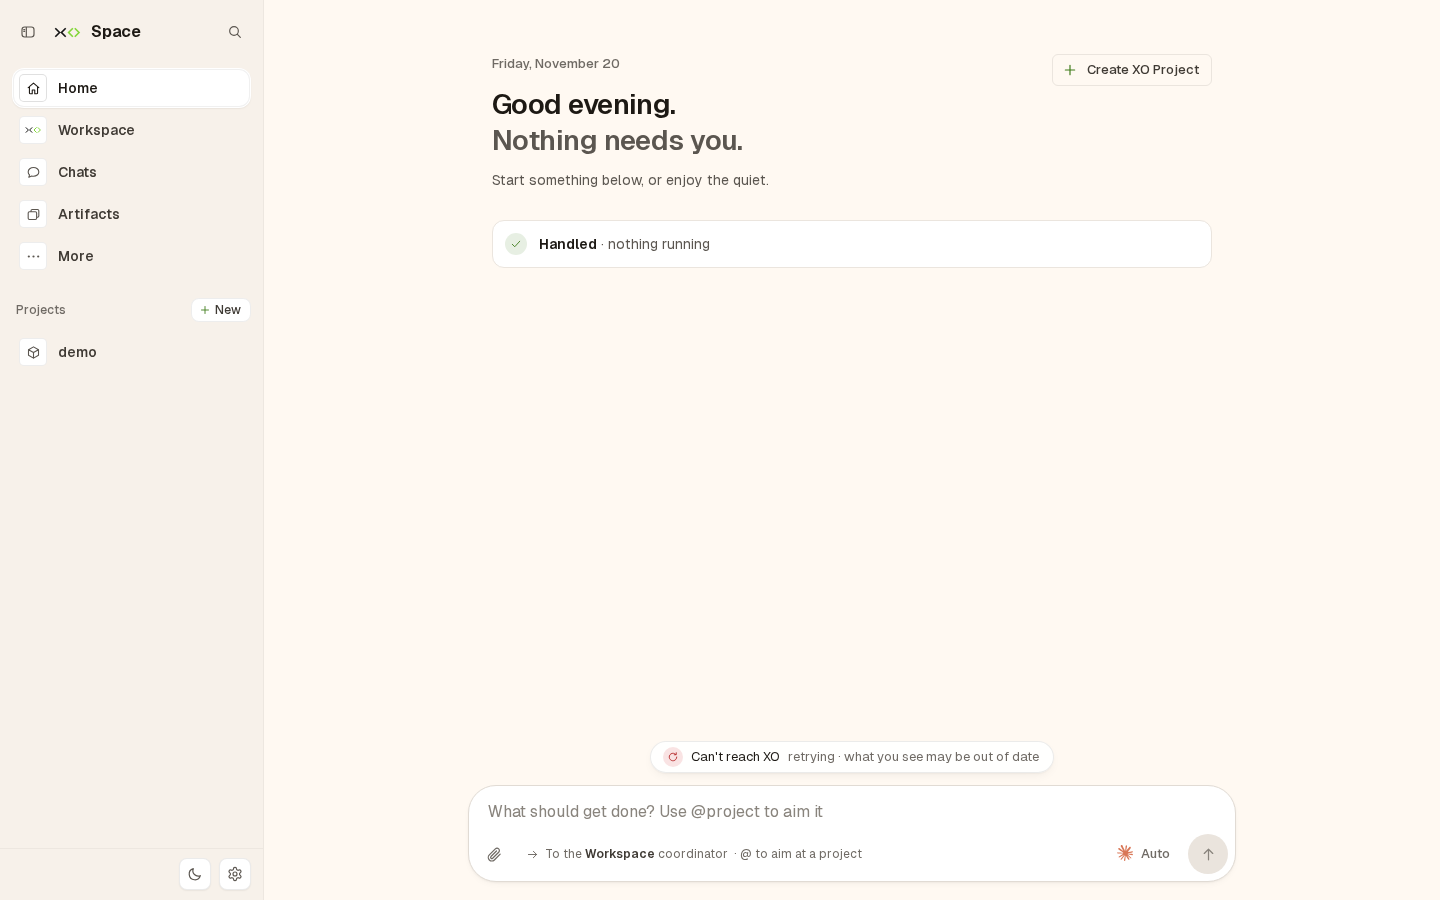 Space
Home
Workspace
Chats
Artifacts
More
Projects
New
demo
Friday, November 20
Create XO Project
Good evening.
Nothing needs you.
Start something below, or enjoy the quiet.
Handled · nothing running
Can't reach XO retrying · what you see may be out of date
What should get done? Use @project to aim it
→ To the Workspace coordinator · @ to aim at a project
Auto